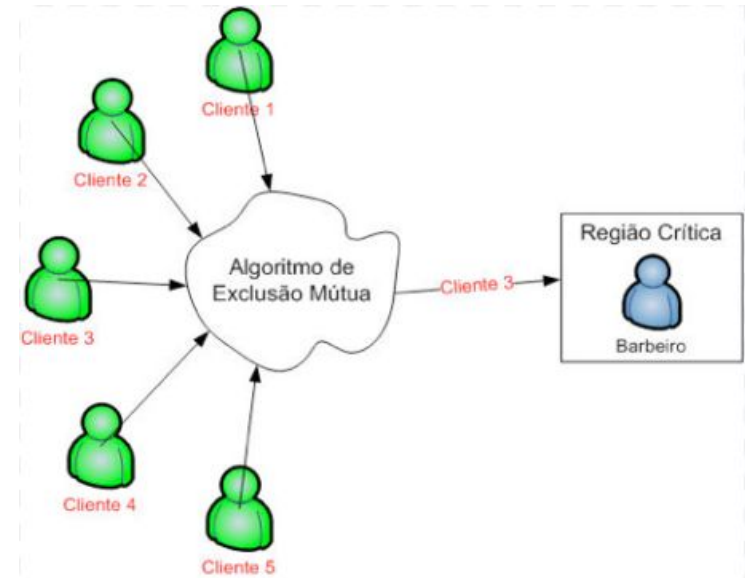 Cliente 1
Cliente 2
Cliente 3
Cliente 4
Cliente 5
Algoritmo de
Exclusão Mútua
Cliente 3
Região Crítica
Barbeiro